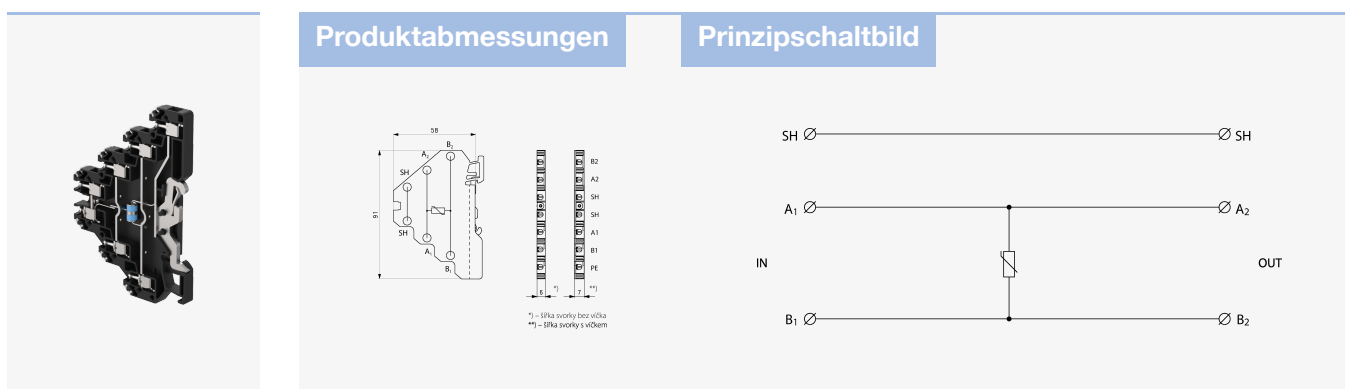 Produktabmessungen
Prinzipschaltbild
58
B2
A2
SH
91
SH
A1
B1
B2
A2
SH
SH
A1
B1
PE
6 *)
7 **)
*) – šířka svorky bez víčka
**) – šířka svorky s víčkem
SH SH
A1 A2
IN OUT
B1 B2